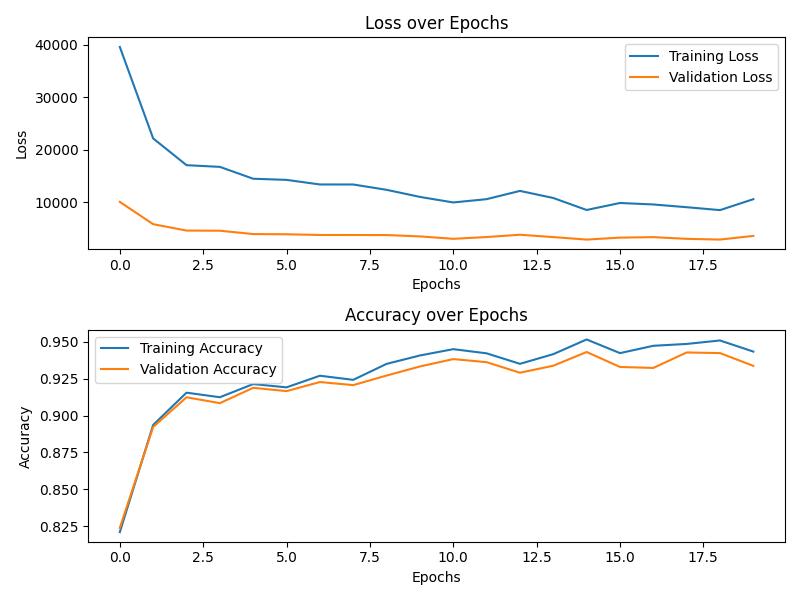 Loss over Epochs
40000
30000
20000
10000
Loss
Training Loss
Validation Loss
0.0 2.5 5.0 7.5 10.0 12.5 15.0 17.5
Epochs
Accuracy over Epochs
0.950
0.925
0.900
0.875
0.850
0.825
Accuracy
Training Accuracy
Validation Accuracy
0.0 2.5 5.0 7.5 10.0 12.5 15.0 17.5
Epochs